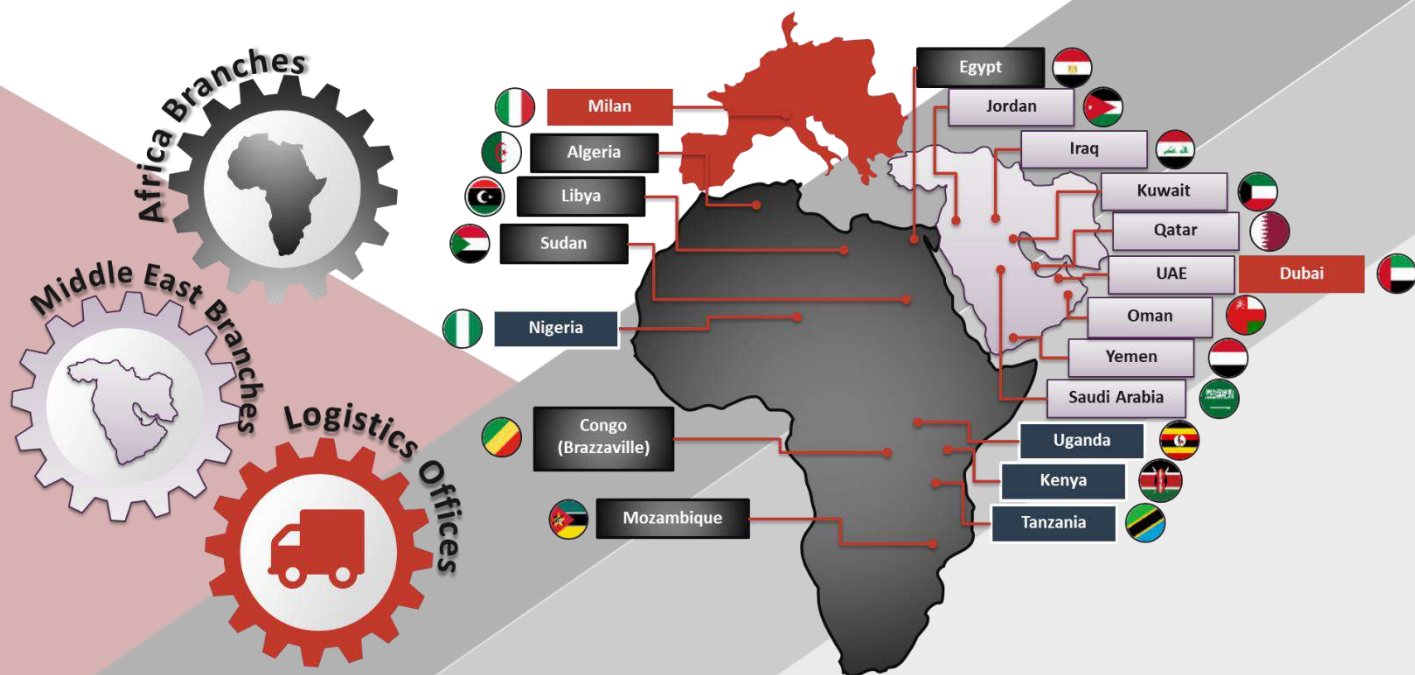 Africa Branches
Middle East Branches
Logistics Offices
Milan
Algeria
Libya
Sudan
Nigeria
Congo
(Brazzaville)
Mozambique
Egypt
Jordan
Iraq
Kuwait
Qatar
UAE
Dubai
Oman
Yemen
Saudi Arabia
Uganda
Kenya
Tanzania